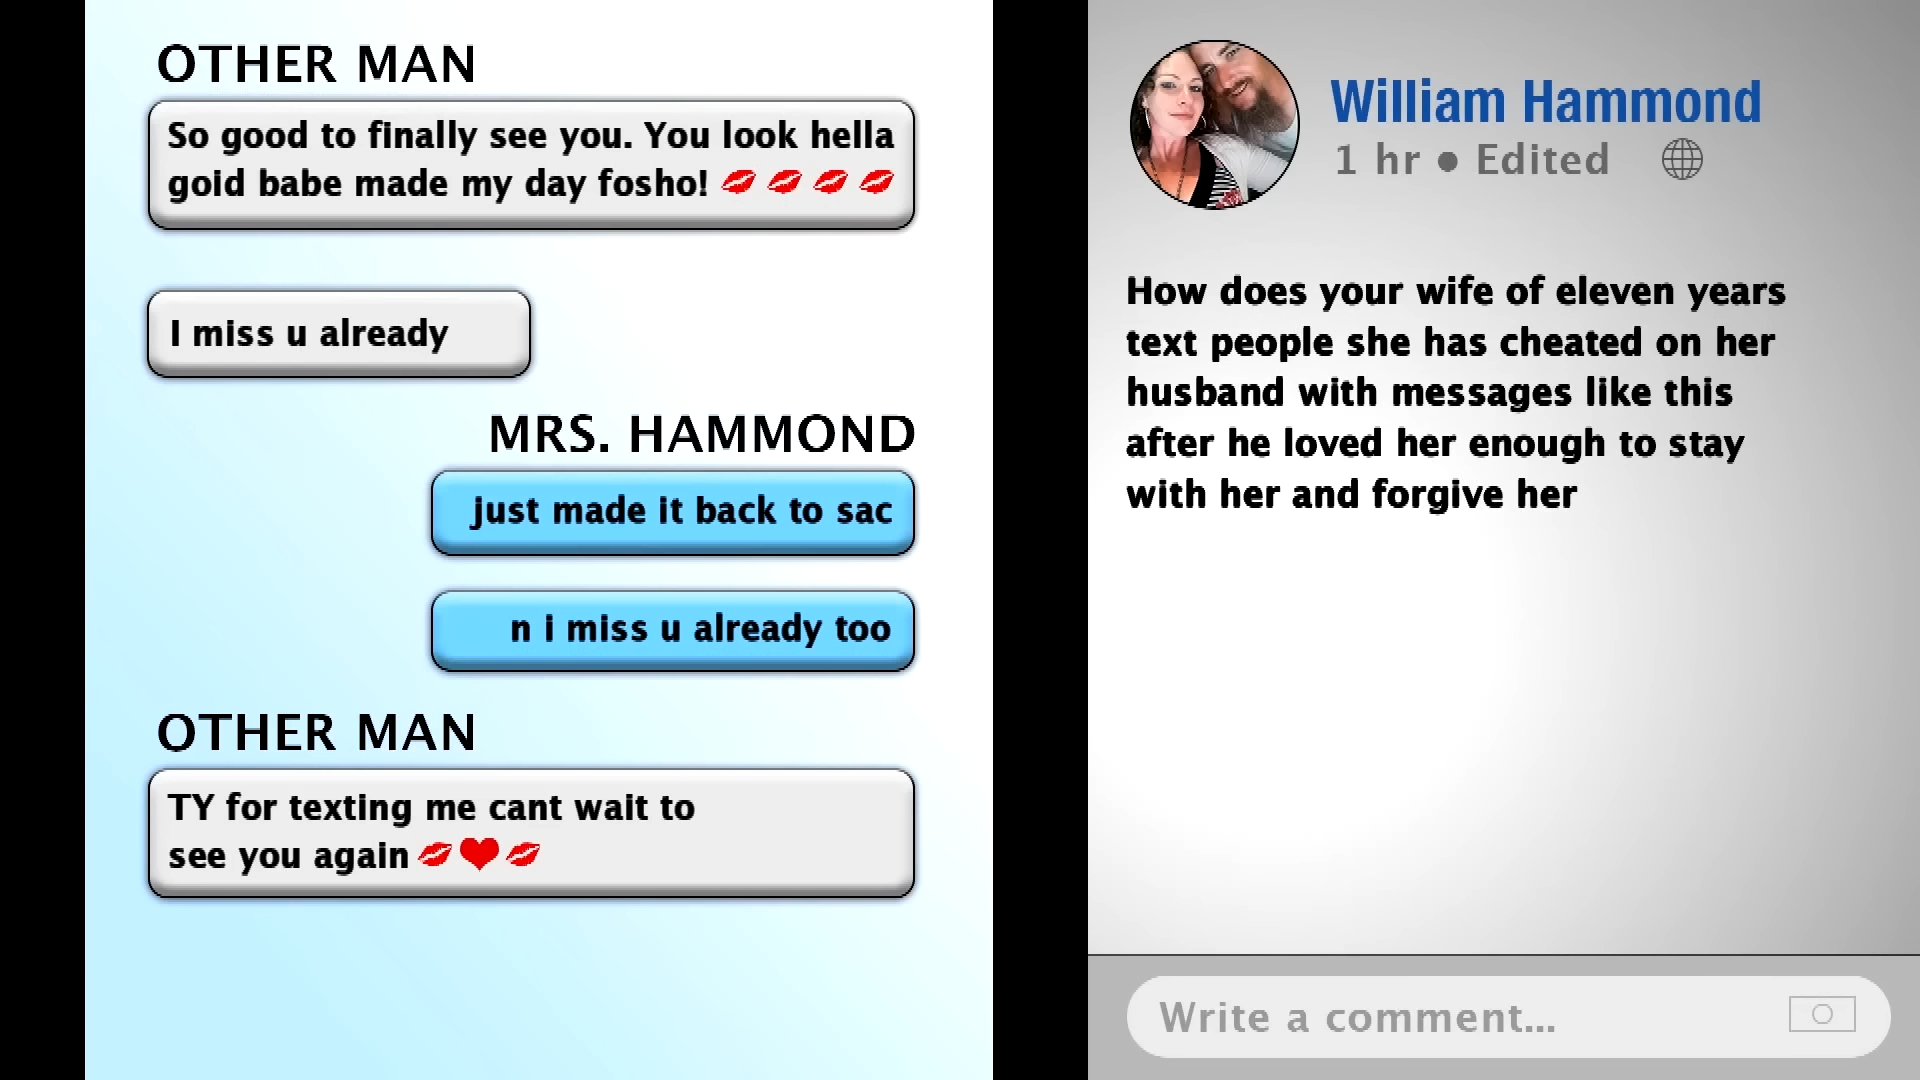 OTHER MAN
So good to finally see you. You look hella
goid babe made my day fosho! 💋 💋 💋 💋
I miss u already
MRS. HAMMOND
just made it back to sac
n i miss u already too
OTHER MAN
TY for texting me cant wait to
see you again 💋❤💋
William Hammond
1 hr • Edited
How does your wife of eleven years
text people she has cheated on her
husband with messages like this
after he loved her enough to stay
with her and forgive her
Write a comment...